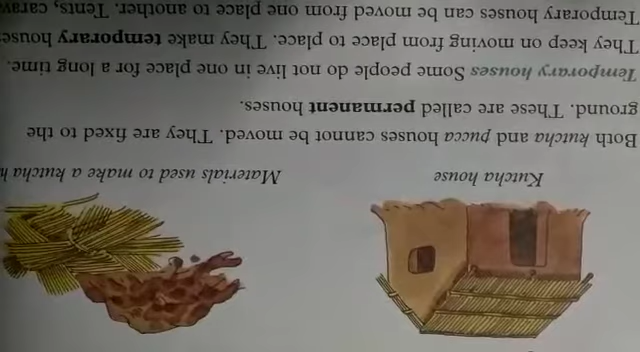 Kutcha house
Materials used to make a kutcha
Both kutcha and pucca houses cannot be moved. They are fixed to the
ground. These are called permanent houses.
Temporary houses Some people do not live in one place for a long time.
They keep on moving from place to place. They make temporary
Temporary houses can be moved from one place to another. Tents,